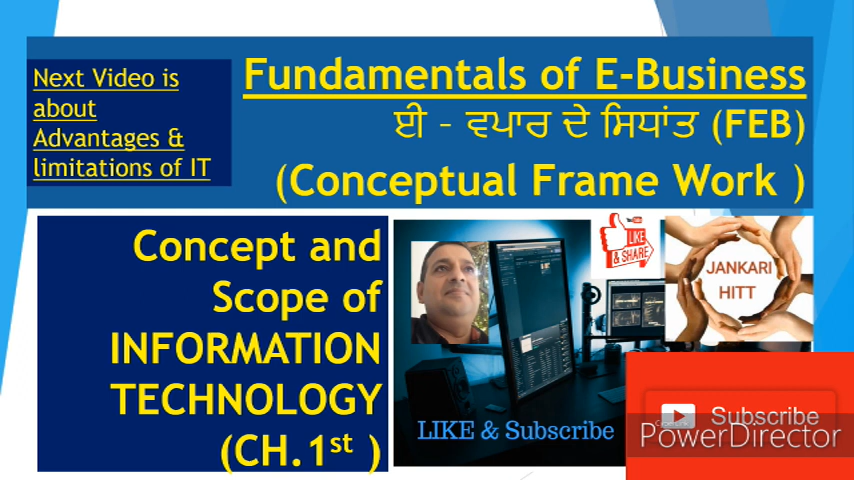 Next Video is
about
Advantages &
limitations of IT
Fundamentals of E-Business
ਈ – ਵਪਾਰ ਦੇ ਸਿਧਾਂਤ (FEB)
(Conceptual Frame Work )
Concept and
Scope of
INFORMATION
TECHNOLOGY
(CH.1st )
LIKE
& SHARE
JANKARI
HITT
LIKE & Subscribe
Subscribe
PowerDirector